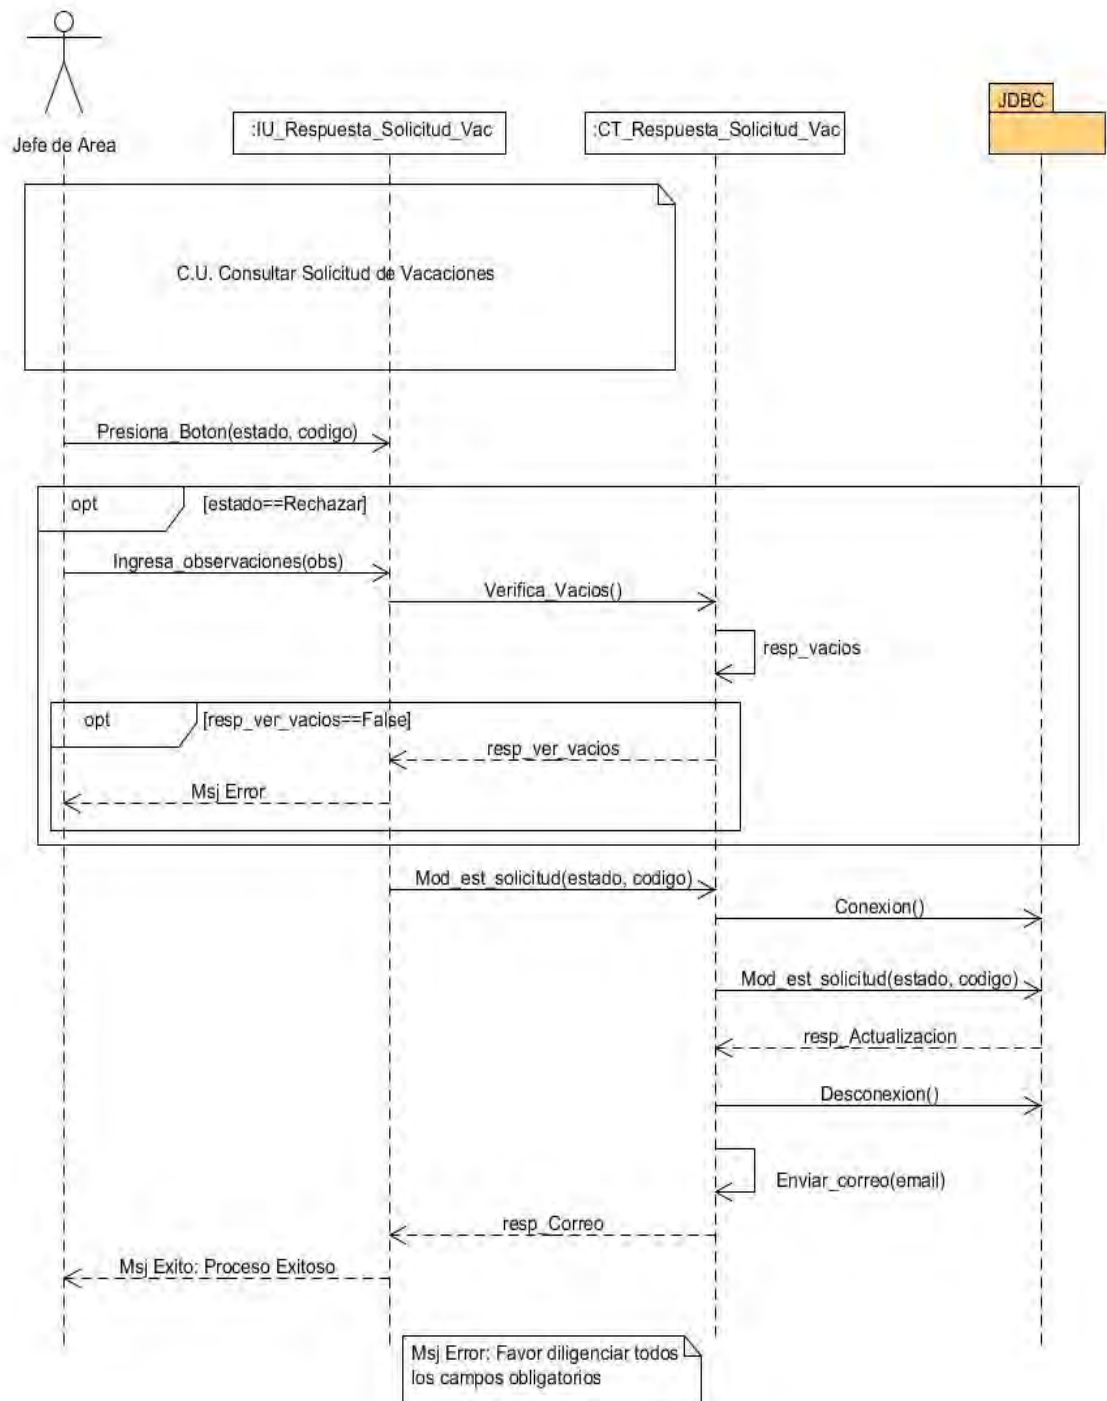 JDBC
:IU_Respuesta_Solicitud_Vac
:CT_Respuesta_Solicitud_Vac
Jefe de Area
C.U. Consultar Solicitud de Vacaciones
Presiona_Boton(estado, codigo)
opt
[estado==Rechazar]
Ingresa_observaciones(obs)
Verifica_Vacios()
resp_vacios
opt
[resp_ver_vacios==False]
resp_ver_vacios
Msj Error
Mod_est_solicitud(estado, codigo)
Conexion()
Mod_est_solicitud(estado, codigo)
resp_Actualizacion
Desconexion()
Enviar_correo(email)
resp_Correo
Msj Exito: Proceso Exitoso
Msj Error: Favor diligenciar todos
los campos obligatorios